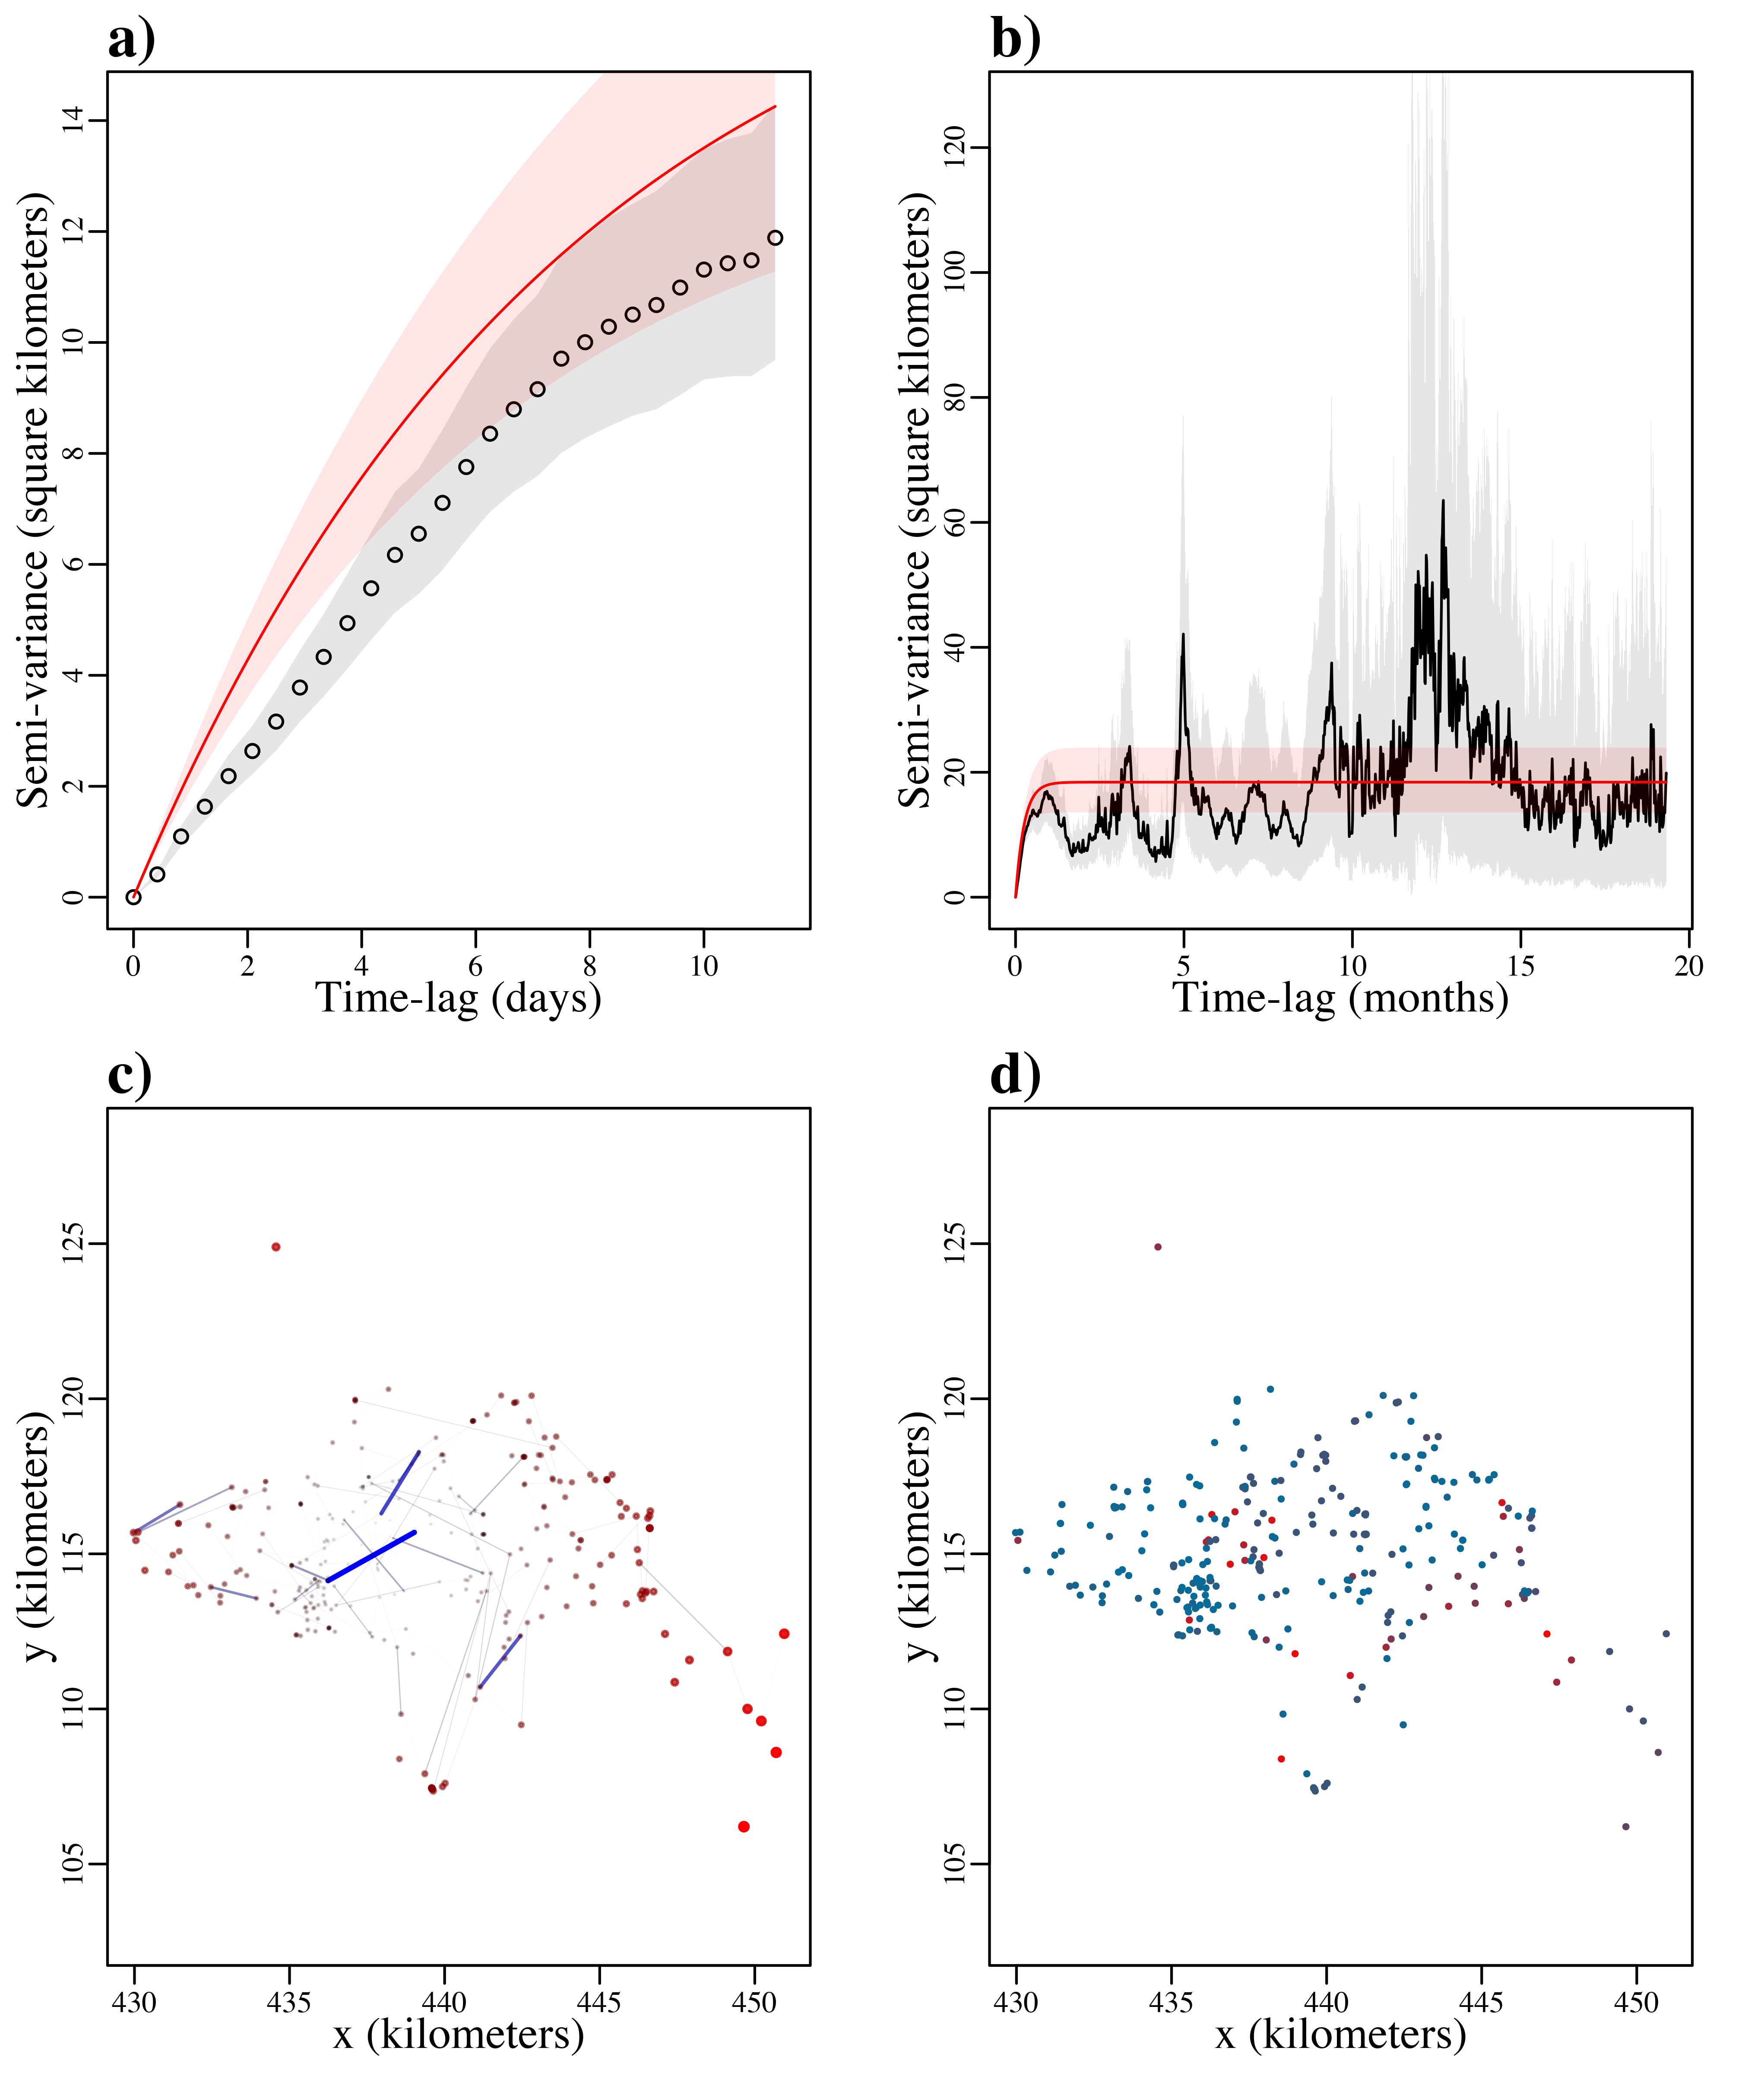 a)
Semi-variance (square kilometers)
14
12
10
8
6
4
2
0
0 2 4 6 8 10
Time-lag (days)
b)
Semi-variance (square kilometers)
120
100
80
60
40
20
0
0 5 10 15 20
Time-lag (months)
c)
y (kilometers)
125
120
115
110
105
430 435 440 445 450
x (kilometers)
d)
y (kilometers)
125
120
115
110
105
430 435 440 445 450
x (kilometers)